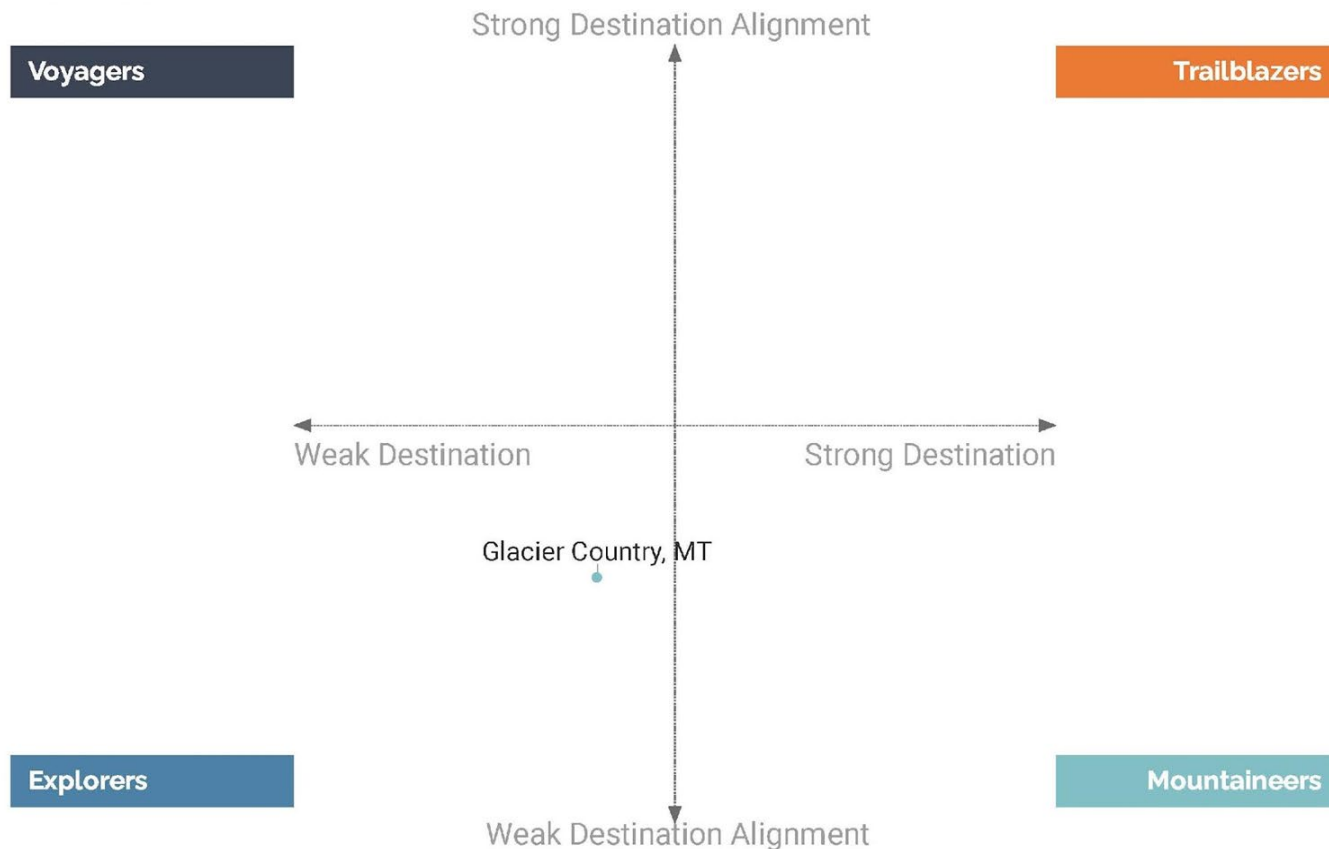 Strong Destination Alignment
Voyagers
Trailblazers
Weak Destination
Strong Destination
Glacier Country, MT
Explorers
Mountaineers
Weak Destination Alignment